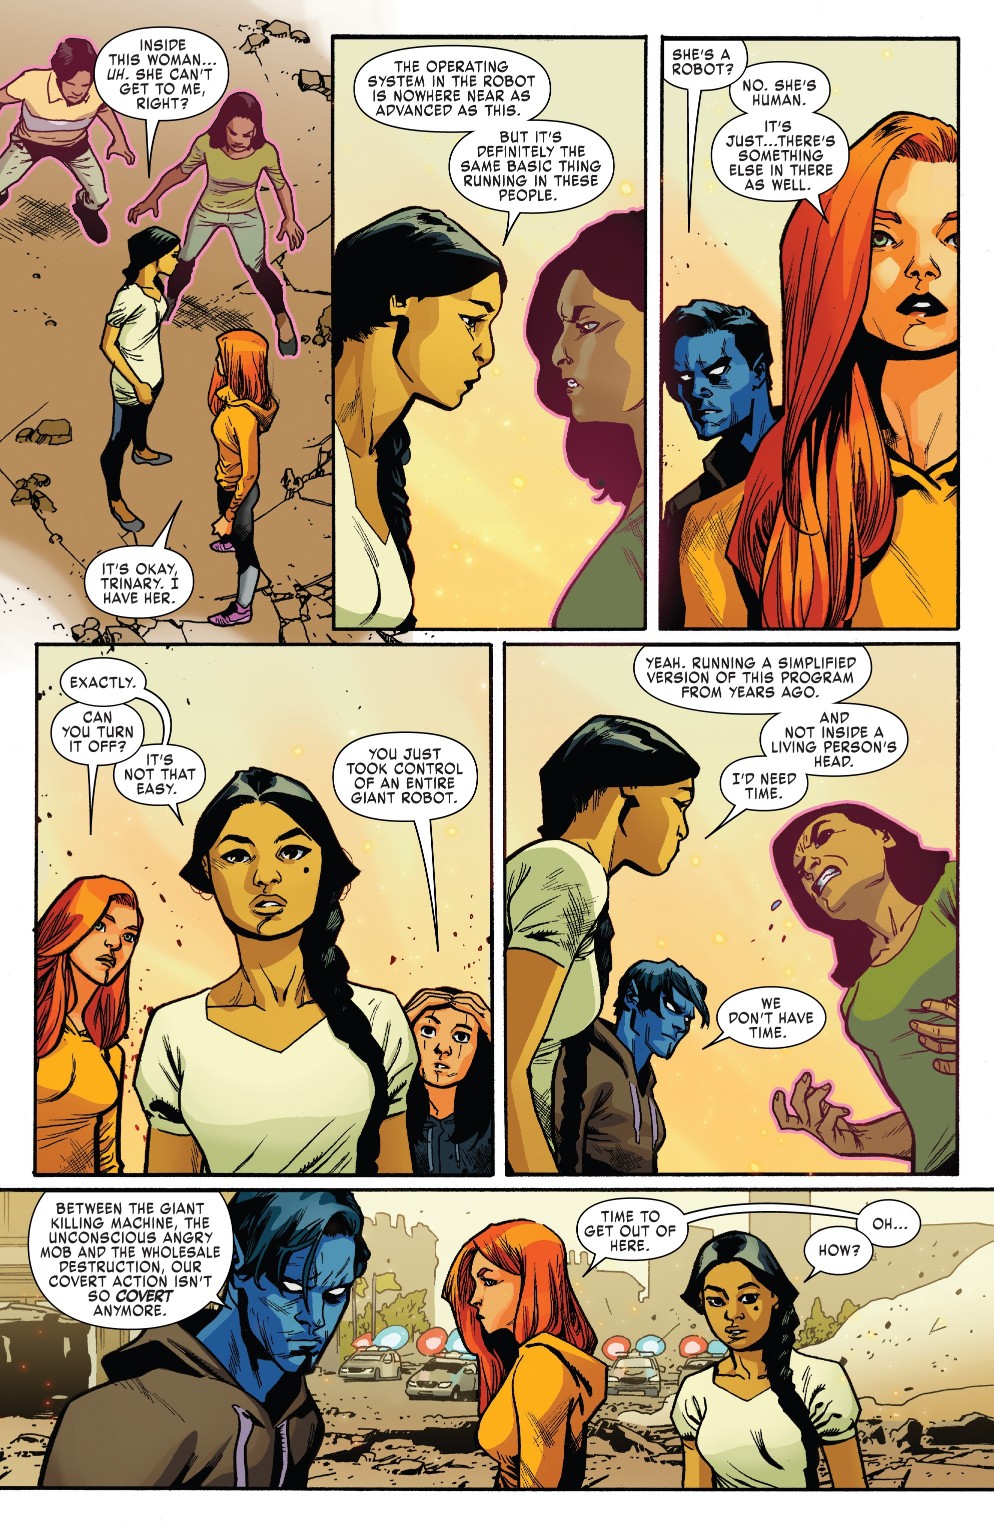 INSIDE
THIS WOMAN...
UH. SHE CAN'T
GET TO ME,
RIGHT?
IT'S OKAY,
TRINARY. I
HAVE HER.
THE OPERATING
SYSTEM IN THE ROBOT
IS NOWHERE NEAR AS
ADVANCED AS THIS.
BUT IT'S
DEFINITELY THE
SAME BASIC THING
RUNNING IN THESE
PEOPLE.
SHE'S A
ROBOT?
NO. SHE'S
HUMAN.
IT'S
JUST...THERE'S
SOMETHING
ELSE IN THERE
AS WELL.
EXACTLY.
CAN
YOU TURN
IT OFF?
IT'S
NOT THAT
EASY.
YOU JUST
TOOK CONTROL
OF AN ENTIRE
GIANT ROBOT.
YEAH. RUNNING A SIMPLIFIED
VERSION OF THIS PROGRAM
FROM YEARS AGO.
AND
NOT INSIDE A
LIVING PERSON'S
HEAD.
I'D NEED
TIME.
WE
DON'T HAVE
TIME.
BETWEEN THE GIANT
KILLING MACHINE, THE
UNCONSCIOUS ANGRY
MOB AND THE WHOLESALE
DESTRUCTION, OUR
COVERT ACTION ISN'T
SO COVERT
ANYMORE.
TIME TO
GET OUT OF
HERE.
OH...
HOW?